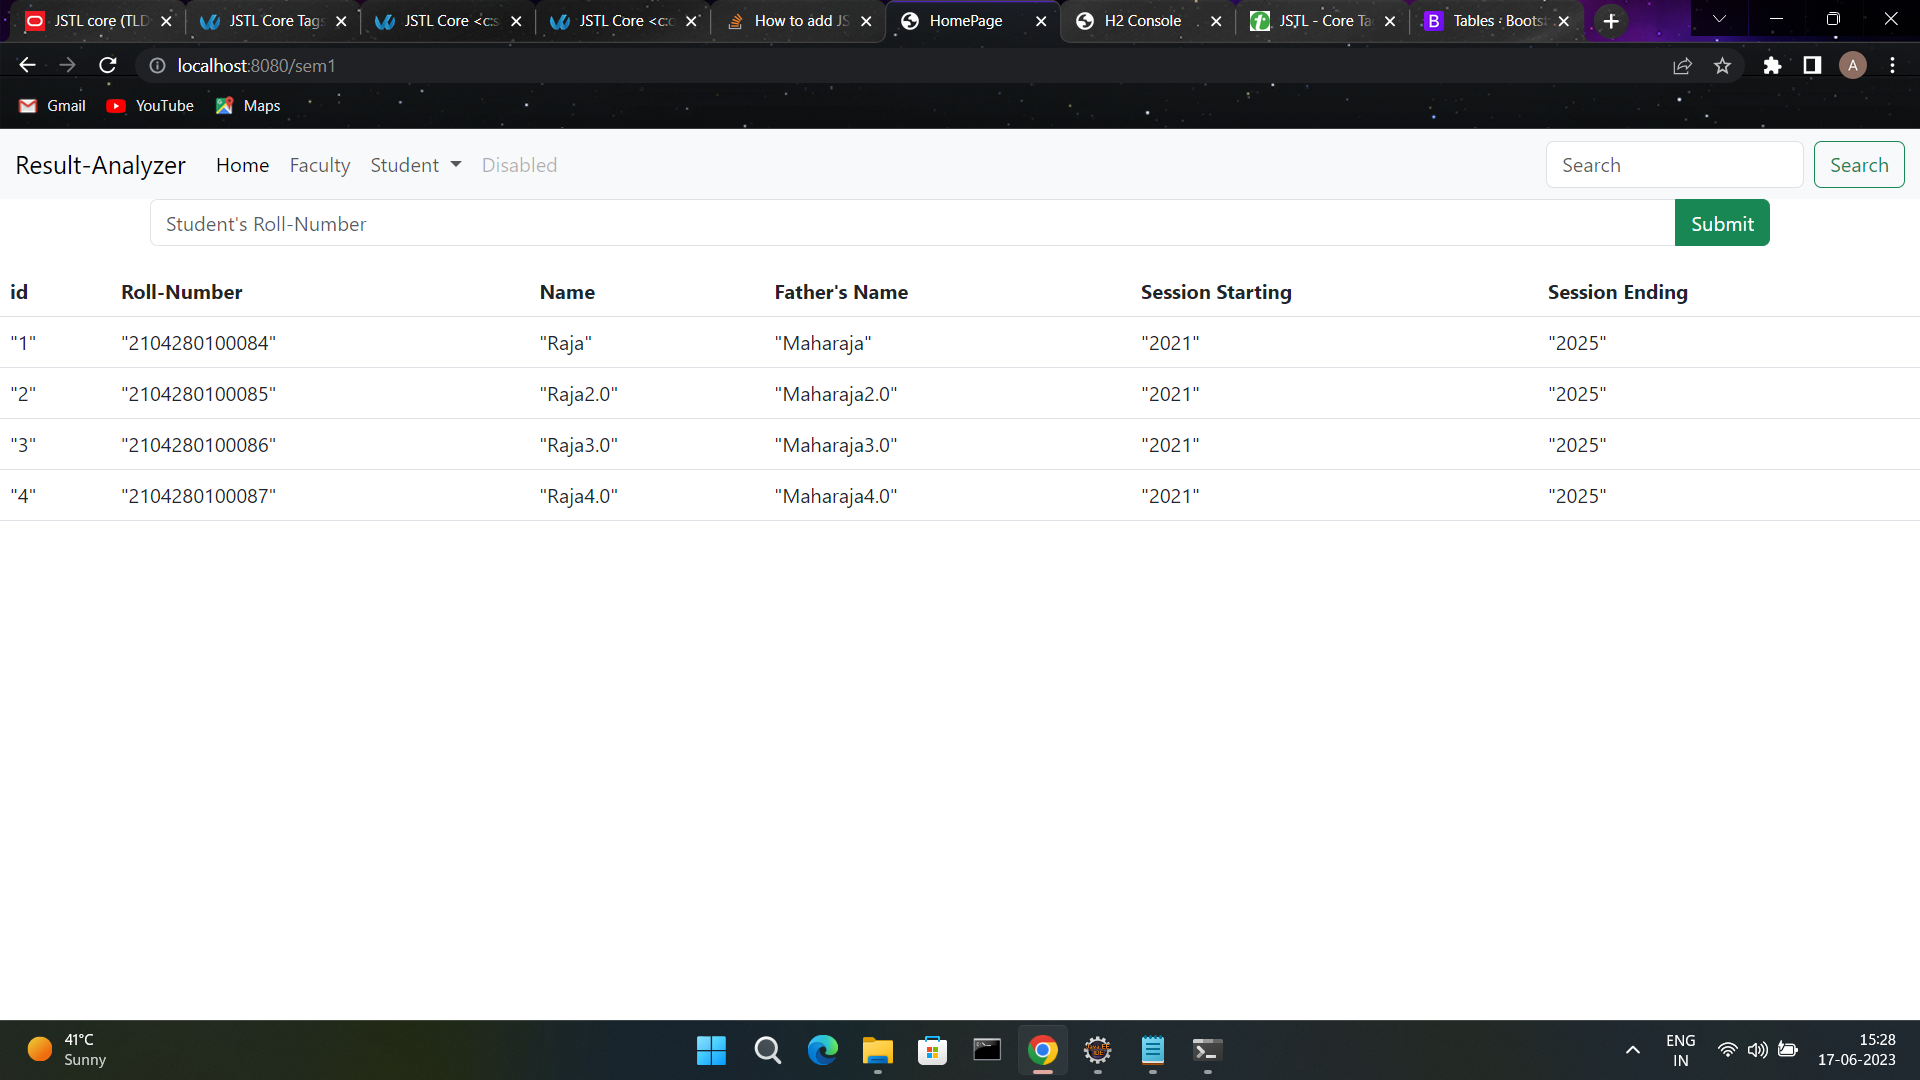 JSTL core (TLD JSTL Core Tags JSTL Core <c:s JSTL Core <c:o How to add JS HomePage H2 Console JSTL - Core Ta Tables · Bootst
localhost:8080/sem1
A
Gmail YouTube Maps
Result-Analyzer Home Faculty Student Disabled Search Search
Student's Roll-Number Submit
id Roll-Number Name Father's Name Session Starting Session Ending
"1" "2104280100084" "Raja" "Maharaja" "2021" "2025"
"2" "2104280100085" "Raja2.0" "Maharaja2.0" "2021" "2025"
"3" "2104280100086" "Raja3.0" "Maharaja3.0" "2021" "2025"
"4" "2104280100087" "Raja4.0" "Maharaja4.0" "2021" "2025"
41°C
Sunny
ENG
IN
15:28
17-06-2023